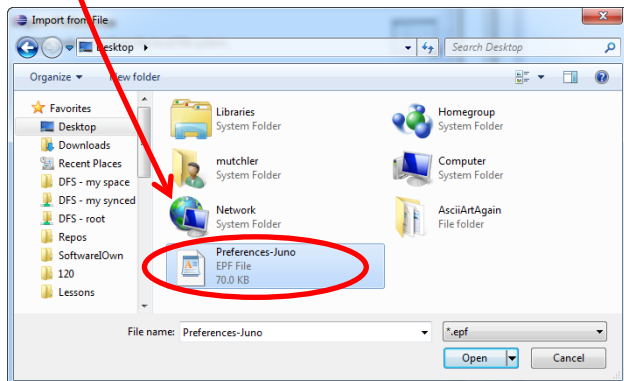 Import from File
Desktop
Search Desktop
Organize
New folder
Favorites
Desktop
Downloads
Recent Places
DFS - my space
DFS - my synced
DFS - root
Repos
SoftwareIOwn
120
Lessons
Libraries
System Folder
Homegroup
System Folder
mutchler
System Folder
Computer
System Folder
Network
System Folder
AsciiArtAgain
File folder
Preferences-Juno
EPF File
70.0 KB
File name: Preferences-Juno
*.epf
Open
Cancel